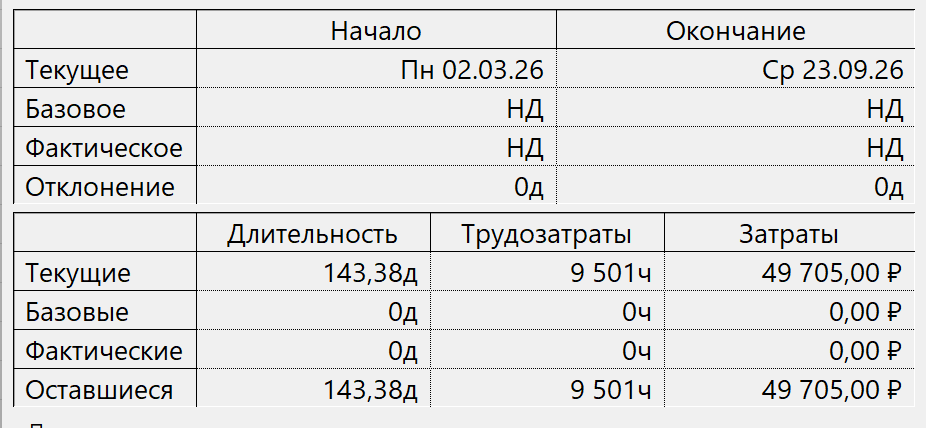 Начало Окончание
Текущее Пн 02.03.26 Ср 23.09.26
Базовое НД НД
Фактическое НД НД
Отклонение 0д 0д
Длительность Трудозатраты Затраты
Текущие 143,38д 9 501ч 49 705,00 ₽
Базовые 0д 0ч 0,00 ₽
Фактические 0д 0ч 0,00 ₽
Оставшиеся 143,38д 9 501ч 49 705,00 ₽